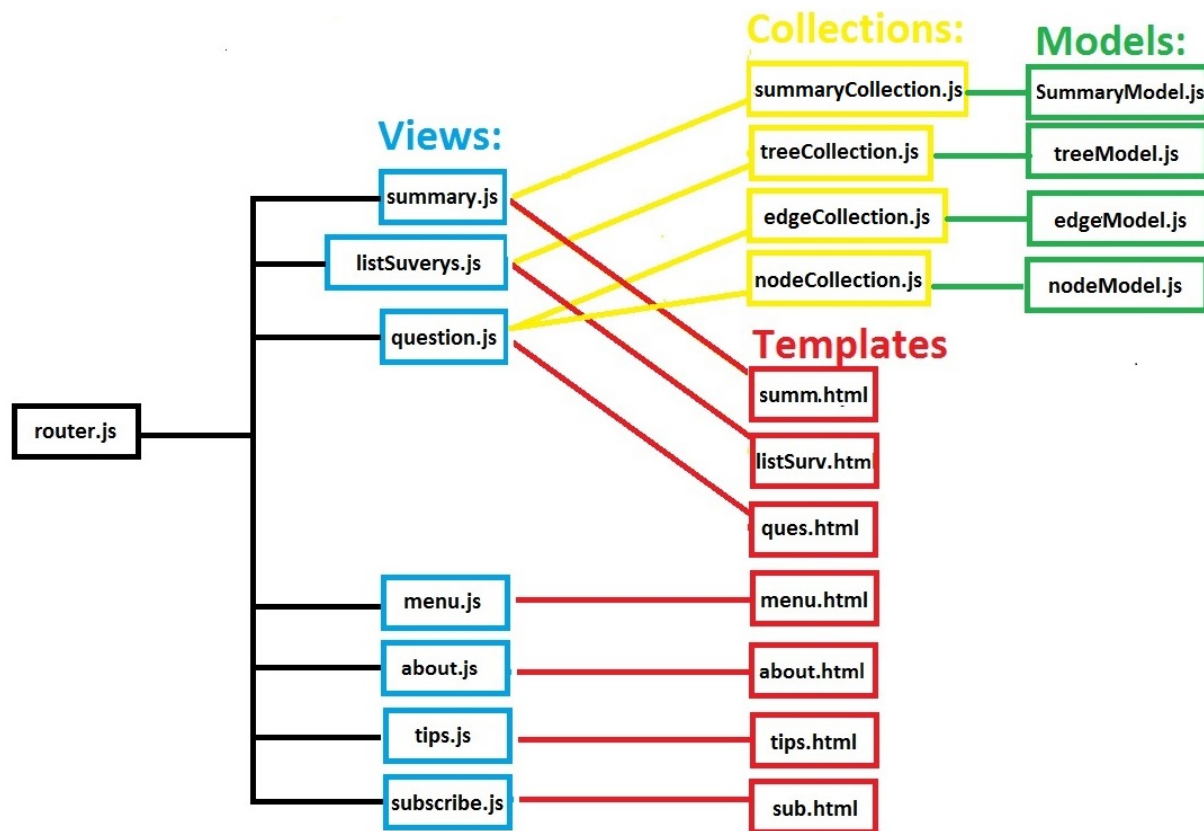 Collections:
Models:
summaryCollection.js
SummaryModel.js
Views:
treeCollection.js
treeModel.js
summary.js
edgeCollection.js
edgeModel.js
listSuverys.js
nodeCollection.js
nodeModel.js
question.js
Templates
summ.html
router.js
listSurv.html
ques.html
menu.js
menu.html
about.js
about.html
tips.js
tips.html
subscribe.js
sub.html